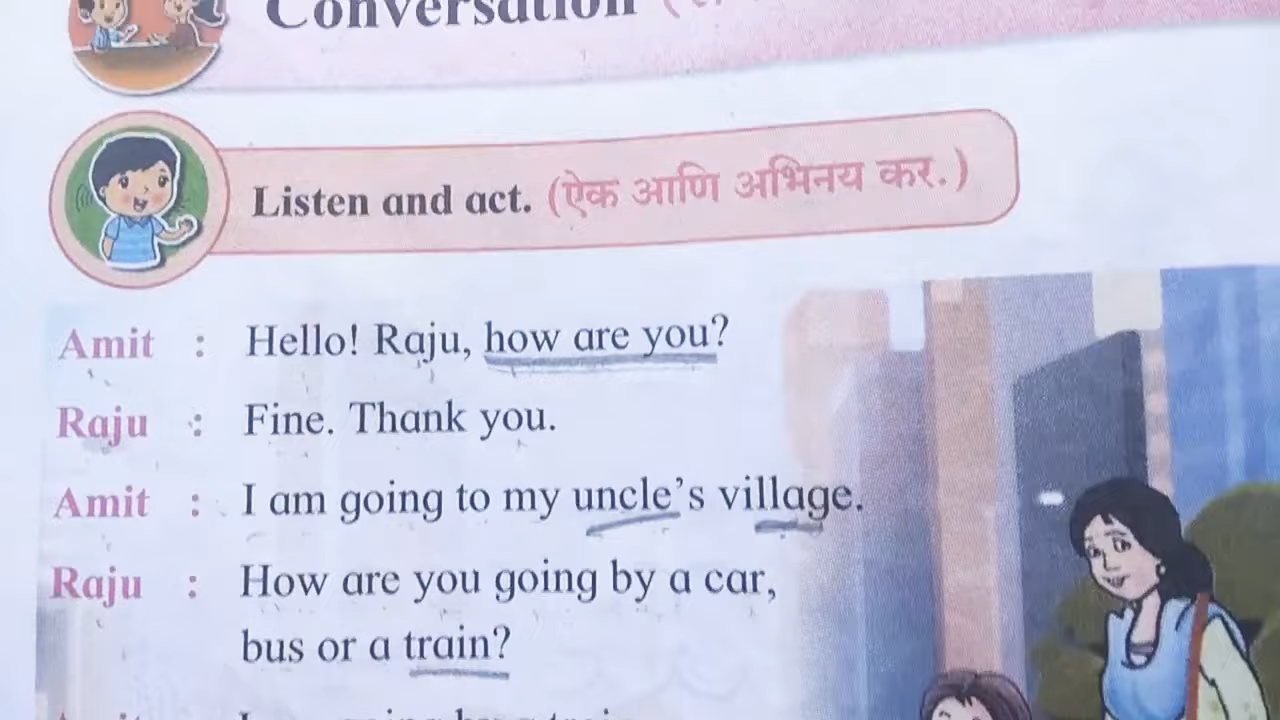 Conversation
Listen and act. (ऐक आणि अभिनय कर.)
Amit : Hello! Raju, how are you?
Raju : Fine. Thank you.
Amit : I am going to my uncle's village.
Raju : How are you going by a car,
bus or a train?